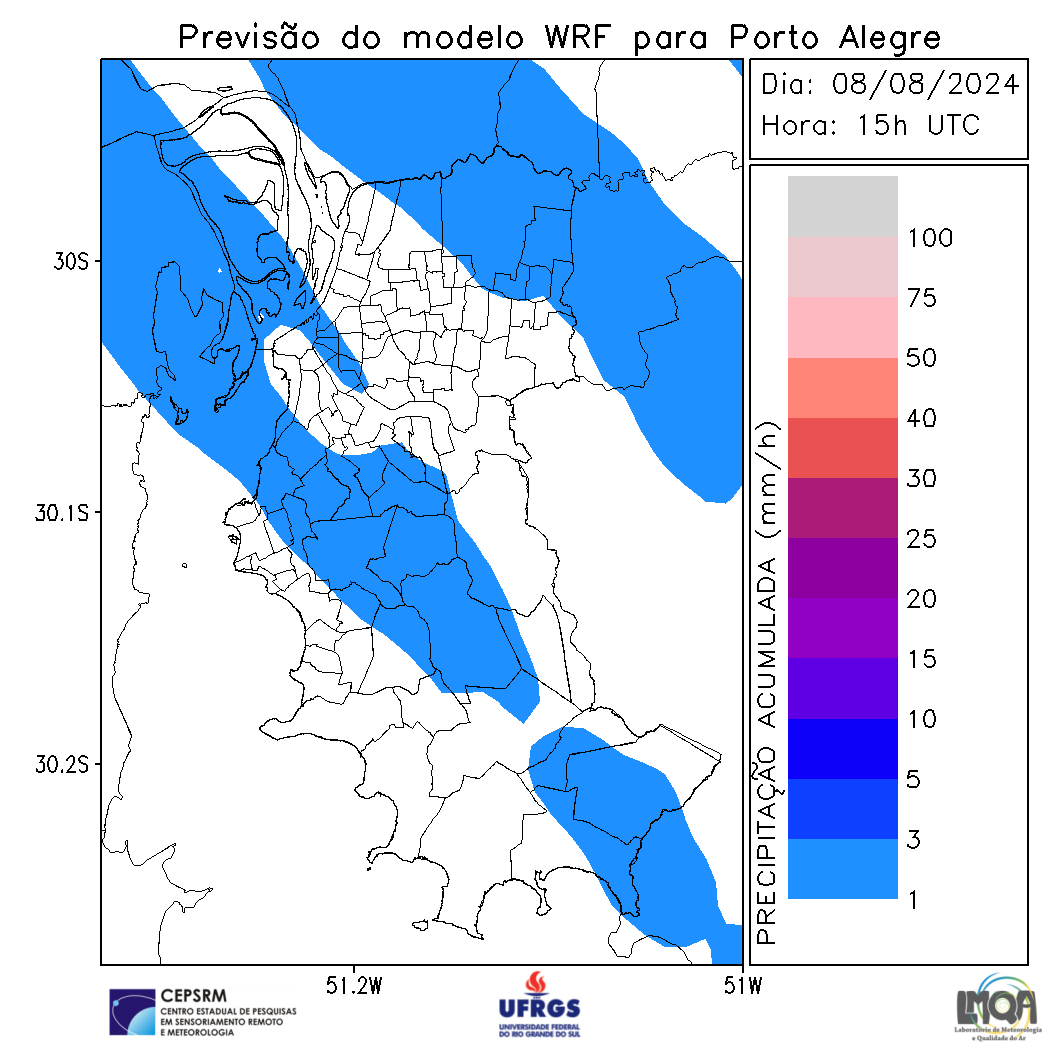 Previsão do modelo WRF para Porto Alegre
Dia: 08/08/2024
Hora: 15h UTC
30S
30.1S
30.2S
51.2W
51W
PRECIPITAÇÃO ACUMULADA (mm/h)
100
75
50
40
30
25
20
15
10
5
3
1
CEPSRM
CENTRO ESTADUAL DE PESQUISAS
EM SENSORIAMENTO REMOTO
E METEOROLOGIA
UFRGS
UNIVERSIDADE FEDERAL
DO RIO GRANDE DO SUL
LMQA
Laboratório de Meteorologia
e Qualidade do Ar